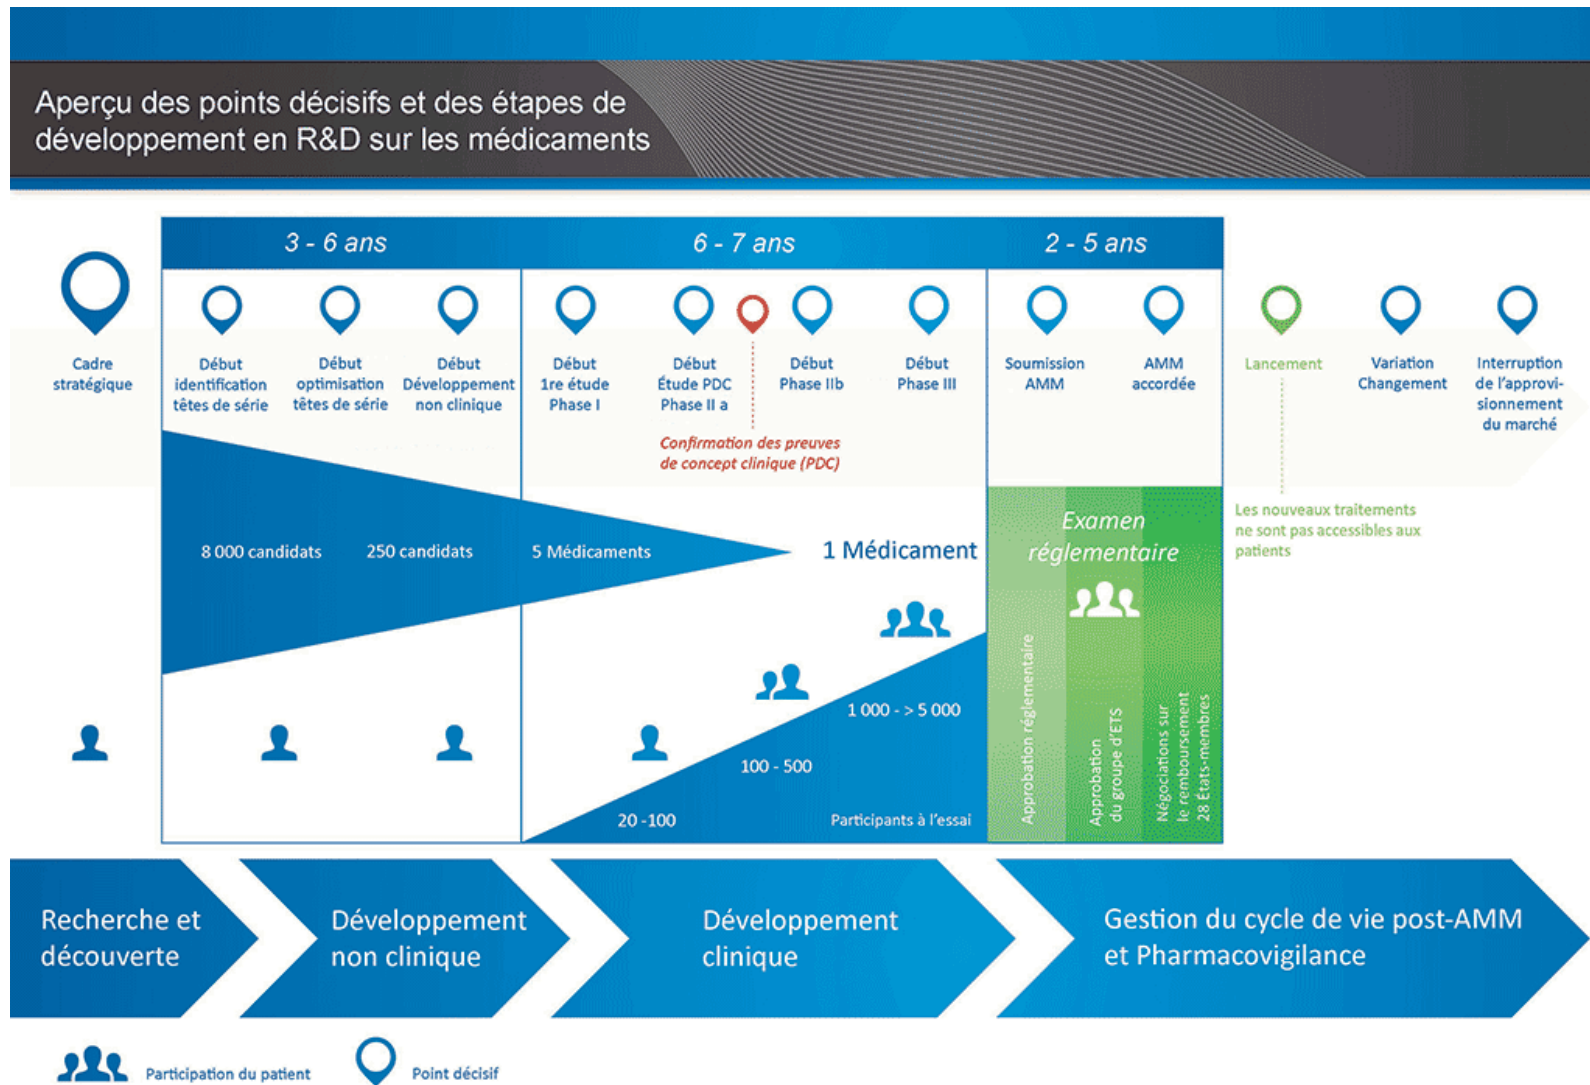 Aperçu des points décisifs et des étapes de
développement en R&D sur les médicaments
3 - 6 ans
6 - 7 ans
2 - 5 ans
Cadre
stratégique
Début
identification
têtes de série
Début
optimisation
têtes de série
Début
Développement
non clinique
Début
1re étude
Phase I
Début
Étude PDC
Phase II a
Début
Phase IIb
Début
Phase III
Soumission
AMM
AMM
accordée
Lancement
Variation
Changement
Interruption
de l'approvi-
sionnement
du marché
Confirmation des preuves
de concept clinique (PDC)
8 000 candidats
250 candidats
5 Médicaments
1 Médicament
Examen
réglementaire
Les nouveaux traitements
ne sont pas accessibles aux
patients
20 -100
100 - 500
1 000 - > 5 000
Participants à l'essai
Approbation réglementaire
Approbation
du groupe d'ETS
Négociations sur
le remboursement
28 États-membres
Recherche et
découverte
Développement
non clinique
Développement
clinique
Gestion du cycle de vie post-AMM
et Pharmacovigilance
Participation du patient
Point décisif